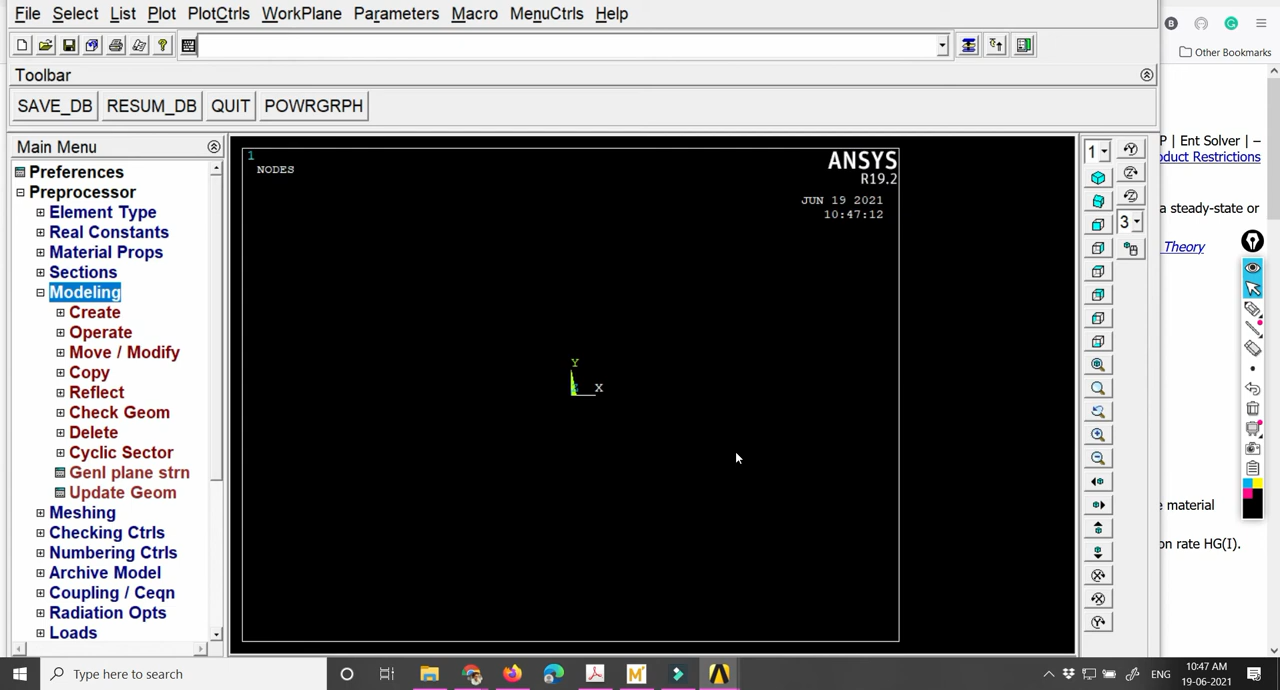 File Select List Plot PlotCtrls WorkPlane Parameters Macro MenuCtrls Help
Other Bookmarks
Toolbar
SAVE_DB RESUM_DB QUIT POWRGRPH
Main Menu
Preferences
Preprocessor
Element Type
Real Constants
Material Props
Sections
Modeling
Create
Operate
Move / Modify
Copy
Reflect
Check Geom
Delete
Cyclic Sector
Genl plane strn
Update Geom
Meshing
Checking Ctrls
Numbering Ctrls
Archive Model
Coupling / Ceqn
Radiation Opts
Loads
1
NODES
ANSYS
R19.2
JUN 19 2021
10:47:12
Y
X
1
3
P | Ent Solver | –
oduct Restrictions
a steady-state or
Theory
e material
on rate HG(I).
Type here to search
ENG
10:47 AM
19-06-2021